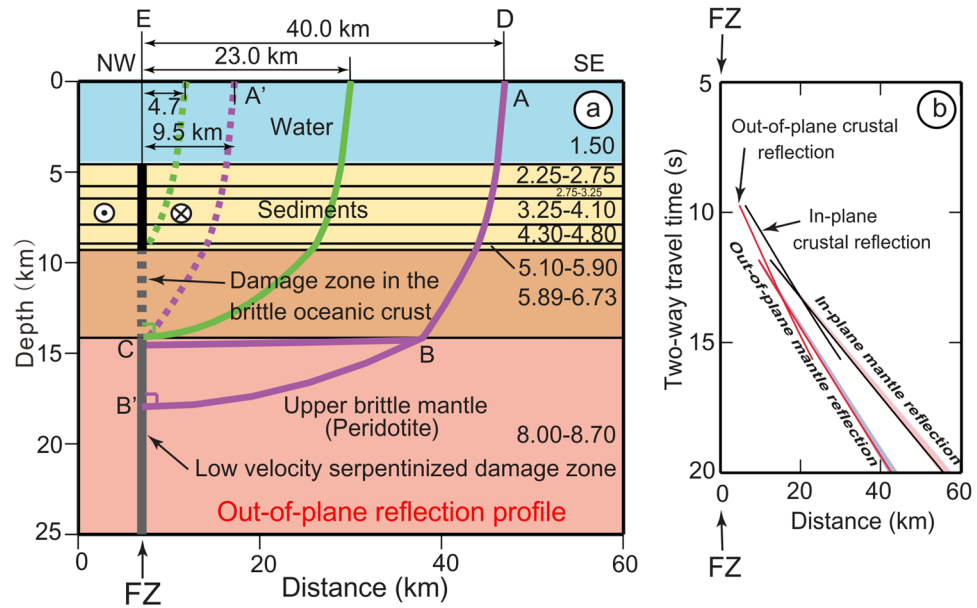 E
D
40.0 km
NW
23.0 km
SE
0
4.7
A'
A
a
9.5 km
Water
1.50
5
2.25-2.75
2.75-3.25
Sediments
3.25-4.10
4.30-4.80
10
Damage zone in the
brittle oceanic crust
5.10-5.90
5.89-6.73
C
B
15
B'
Upper brittle mantle
(Peridotite)
8.00-8.70
20
Low velocity serpentinized damage zone
Out-of-plane reflection profile
25
Depth (km)
0
20
40
60
FZ
Distance (km)
FZ
5
b
Out-of-plane crustal
reflection
10
In-plane
crustal reflection
Out-of-plane mantle reflection
In-plane mantle reflection
15
20
Two-way travel time (s)
0
20
40
60
Distance (km)
FZ